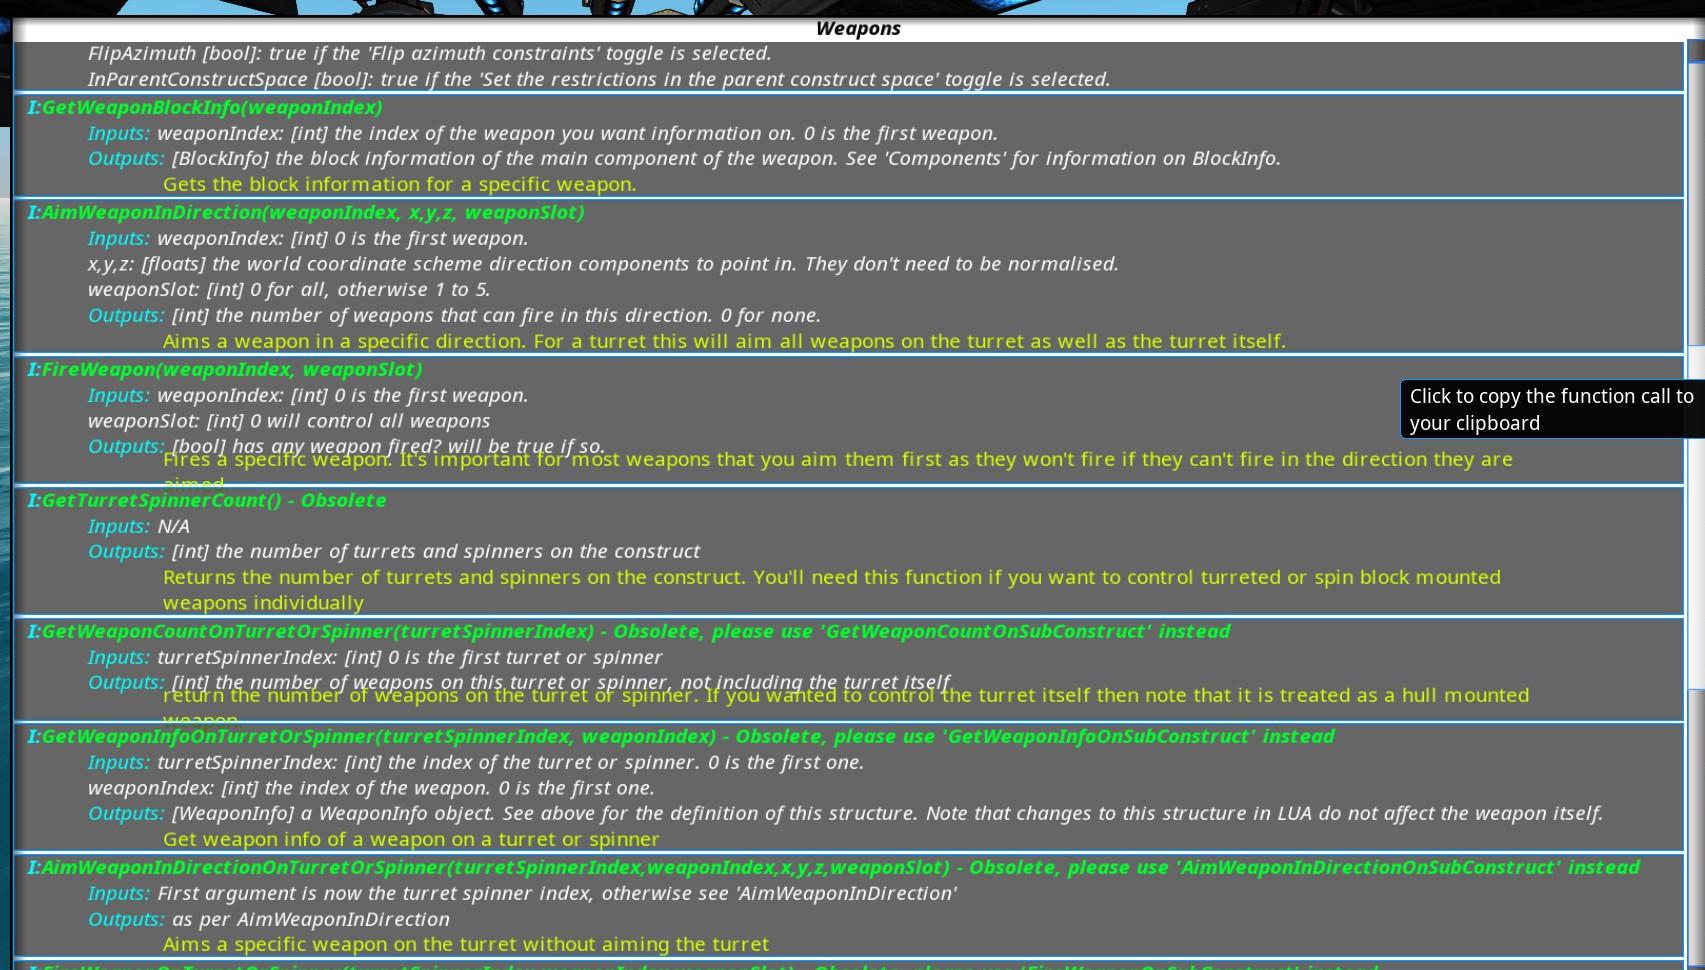 Weapons
FlipAzimuth [bool]: true if the 'Flip azimuth constraints' toggle is selected.
InParentConstructSpace [bool]: true if the 'Set the restrictions in the parent construct space' toggle is selected.
I:GetWeaponBlockInfo(weaponIndex)
Inputs: weaponIndex: [int] the index of the weapon you want information on. 0 is the first weapon.
Outputs: [BlockInfo] the block information of the main component of the weapon. See 'Components' for information on BlockInfo.
Gets the block information for a specific weapon.
I:AimWeaponInDirection(weaponIndex, x,y,z, weaponSlot)
Inputs: weaponIndex: [int] 0 is the first weapon.
x,y,z: [floats] the world coordinate scheme direction components to point in. They don't need to be normalised.
weaponSlot: [int] 0 for all, otherwise 1 to 5.
Outputs: [int] the number of weapons that can fire in this direction. 0 for none.
Aims a weapon in a specific direction. For a turret this will aim all weapons on the turret as well as the turret itself.
I:FireWeapon(weaponIndex, weaponSlot)
Inputs: weaponIndex: [int] 0 is the first weapon.
weaponSlot: [int] 0 will control all weapons
Outputs: [bool] has any weapon fired? will be true if so.
Fires a specific weapon. It's important for most weapons that you aim them first as they won't fire if they can't fire in the direction they are
aimed.
Click to copy the function call to
your clipboard
I:GetTurretSpinnerCount() - Obsolete
Inputs: N/A
Outputs: [int] the number of turrets and spinners on the construct
Returns the number of turrets and spinners on the construct. You'll need this function if you want to control turreted or spin block mounted
weapons individually
I:GetWeaponCountOnTurretOrSpinner(turretSpinnerIndex) - Obsolete, please use 'GetWeaponCountOnSubConstruct' instead
Inputs: turretSpinnerIndex: [int] 0 is the first turret or spinner
Outputs: [int] the number of weapons on this turret or spinner, not including the turret itself
return the number of weapons on the turret or spinner. If you wanted to control the turret itself then note that it is treated as a hull mounted
weapon.
I:GetWeaponInfoOnTurretOrSpinner(turretSpinnerIndex, weaponIndex) - Obsolete, please use 'GetWeaponInfoOnSubConstruct' instead
Inputs: turretSpinnerIndex: [int] the index of the turret or spinner. 0 is the first one.
weaponIndex: [int] the index of the weapon. 0 is the first one.
Outputs: [WeaponInfo] a WeaponInfo object. See above for the definition of this structure. Note that changes to this structure in LUA do not affect the weapon itself.
Get weapon info of a weapon on a turret or spinner
I:AimWeaponInDirectionOnTurretOrSpinner(turretSpinnerIndex,weaponIndex,x,y,z,weaponSlot) - Obsolete, please use 'AimWeaponInDirectionOnSubConstruct' instead
Inputs: First argument is now the turret spinner index, otherwise see 'AimWeaponInDirection'
Outputs: as per AimWeaponInDirection
Aims a specific weapon on the turret without aiming the turret